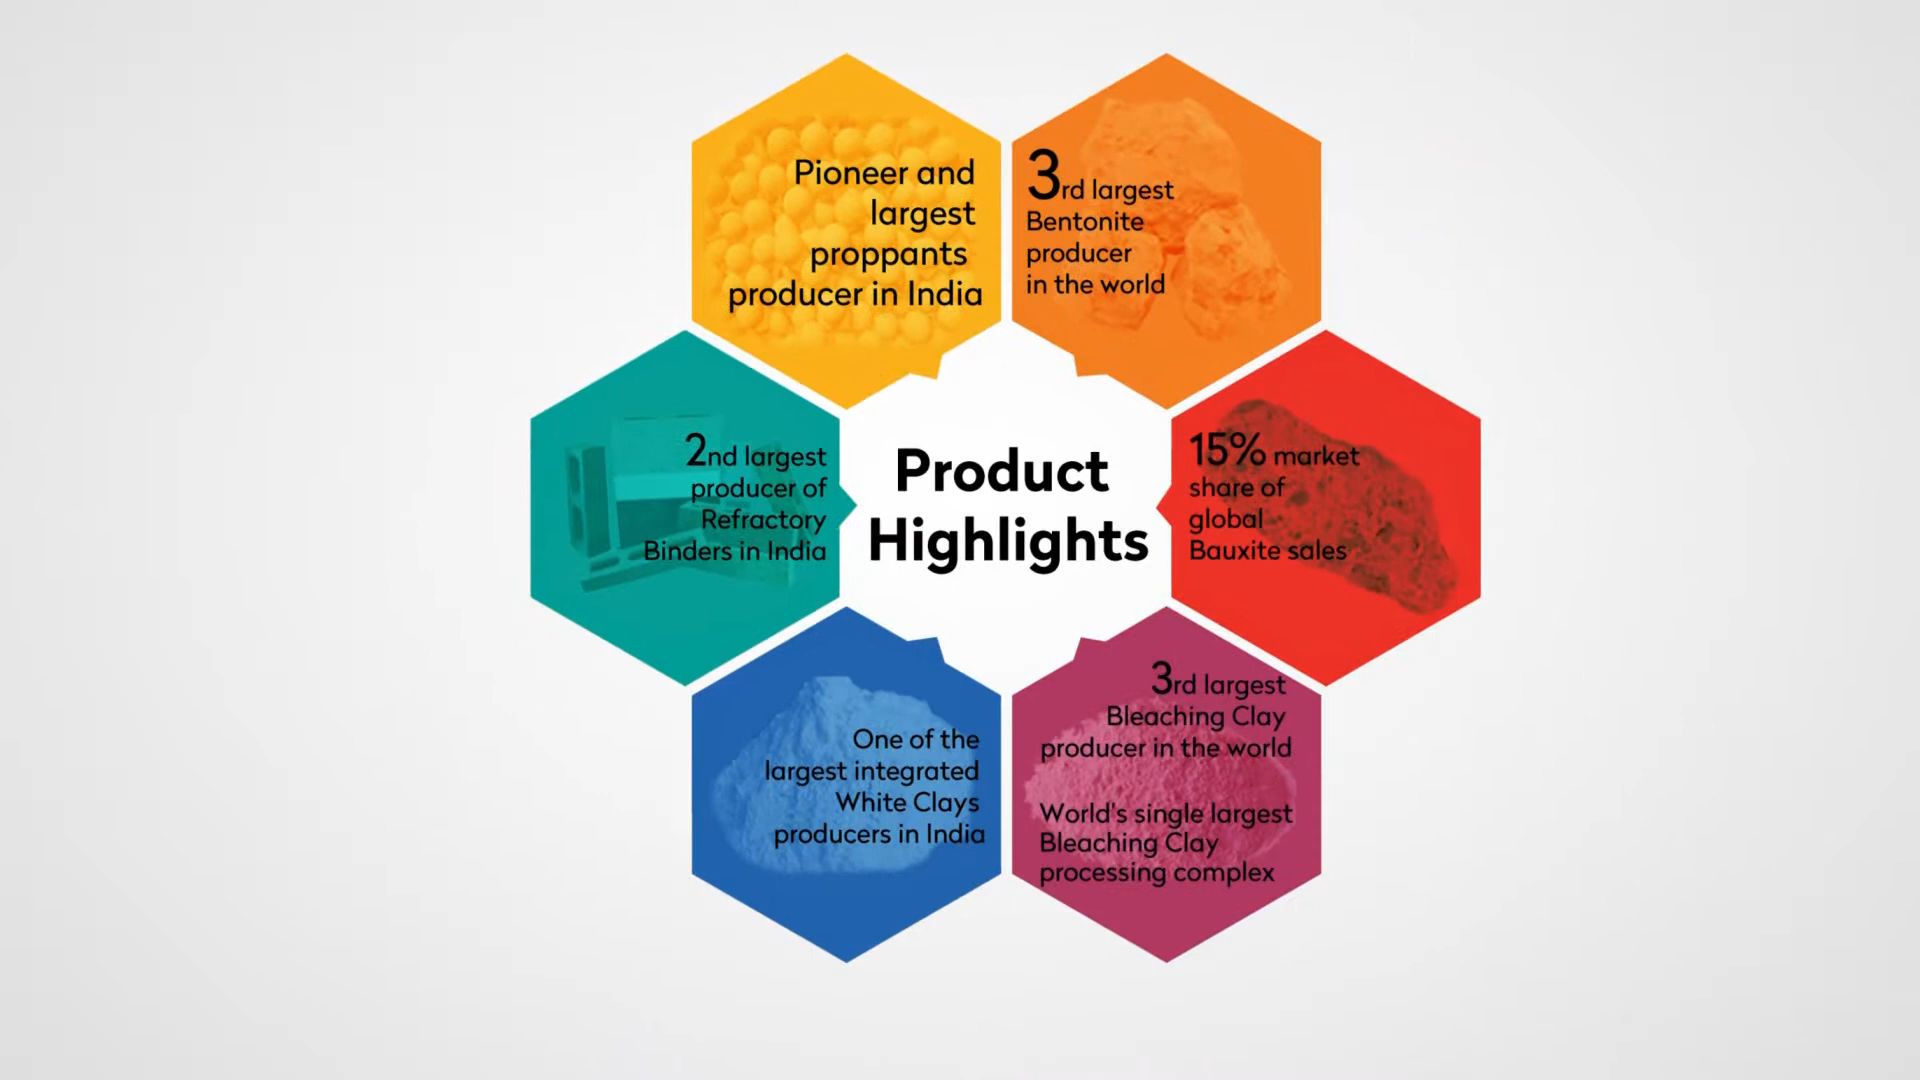 Pioneer and
largest
proppants
producer in India
3rd largest
Bentonite
producer
in the world
2nd largest
producer of
Refractory
Binders in India
Product
Highlights
15% market
share of
global
Bauxite sales
One of the
largest integrated
White Clays
producers in India
3rd largest
Bleaching Clay
producer in the world
World's single largest
Bleaching Clay
processing complex